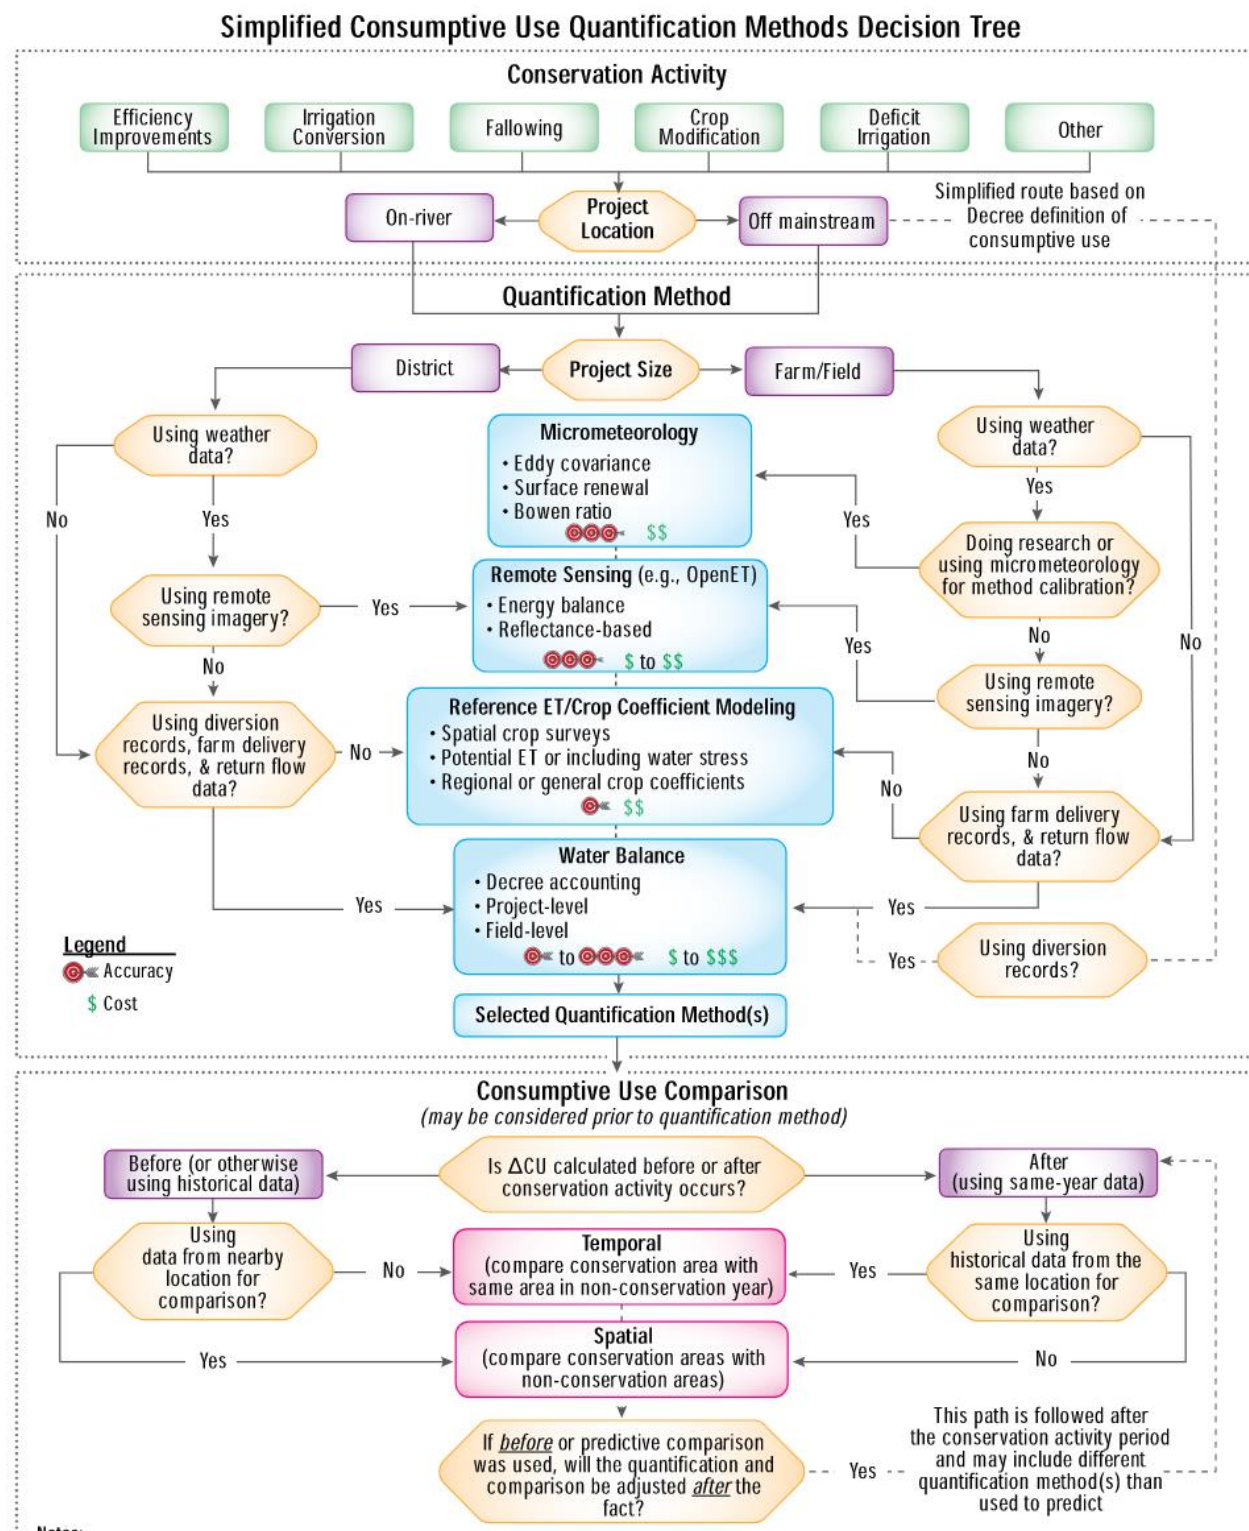 Simplified Consumptive Use Quantification Methods Decision Tree
Conservation Activity
Efficiency
Improvements
Irrigation
Conversion
Fallowing
Crop
Modification
Deficit
Irrigation
Other
On-river
Project
Location
Off mainstream
Simplified route based on
Decree definition of
consumptive use
Quantification Method
District
Project Size
Farm/Field
Using weather
data?
No
Yes
Using remote
sensing imagery?
Yes
No
Using diversion
records, farm delivery
records, & return flow
data?
No
Yes
Micrometeorology
• Eddy covariance
• Surface renewal
• Bowen ratio
$$
Remote Sensing (e.g., OpenET)
• Energy balance
• Reflectance-based
$ to $$
Reference ET/Crop Coefficient Modeling
• Spatial crop surveys
• Potential ET or including water stress
• Regional or general crop coefficients
$$
Water Balance
• Decree accounting
• Project-level
• Field-level
to $ to $$$
Selected Quantification Method(s)
Using weather
data?
Yes
No
Doing research or
using micrometeorology
for method calibration?
Yes
No
Using remote
sensing imagery?
Yes
No
Using farm delivery
records, & return flow
data?
No
Yes
Using diversion
records?
Yes
Legend
Accuracy
$ Cost
Consumptive Use Comparison
(may be considered prior to quantification method)
Before (or otherwise
using historical data)
Is ΔCU calculated before or after
conservation activity occurs?
After
(using same-year data)
Using
data from nearby
location for
comparison?
No
Yes
Temporal
(compare conservation area with
same area in non-conservation year)
Spatial
(compare conservation areas with
non-conservation areas)
Using
historical data from the
same location for
comparison?
Yes
No
If before or predictive comparison
was used, will the quantification and
comparison be adjusted after the
fact?
Yes
This path is followed after
the conservation activity period
and may include different
quantification method(s) than
used to predict